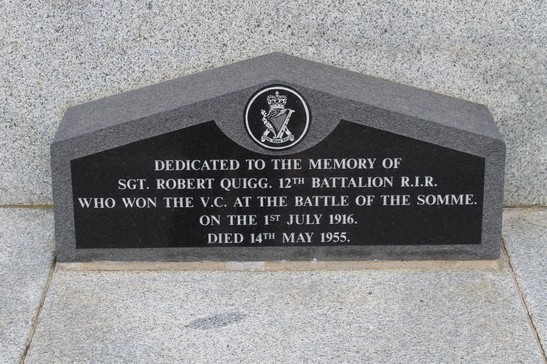 DEDICATED TO THE MEMORY OF
SGT. ROBERT QUIGG. 12TH BATTALION R.I.R.
WHO WON THE V.C. AT THE BATTLE OF THE SOMME.
ON THE 1ST JULY 1916.
DIED 14TH MAY 1955.